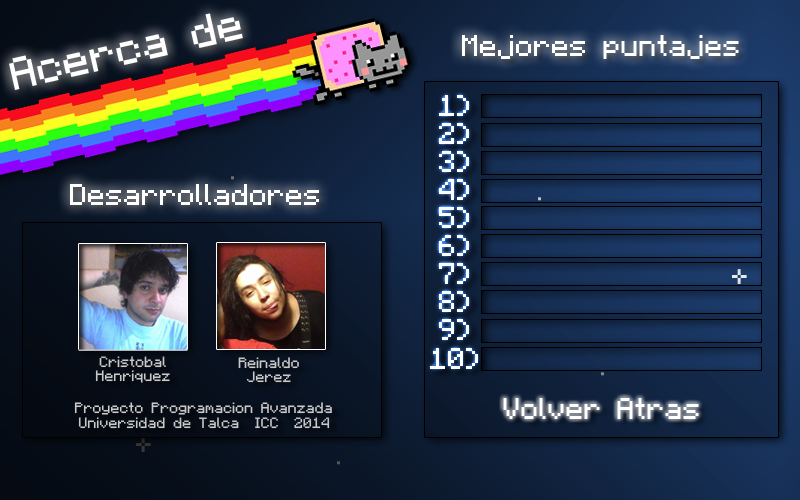 Acerca de
Desarrolladores
Cristobal
Henriquez
Reinaldo
Jerez
Proyecto Programacion Avanzada
Universidad de Talca ICC 2014
Mejores puntajes
1)
2)
3)
4)
5)
6)
7)
8)
9)
10)
Volver Atras